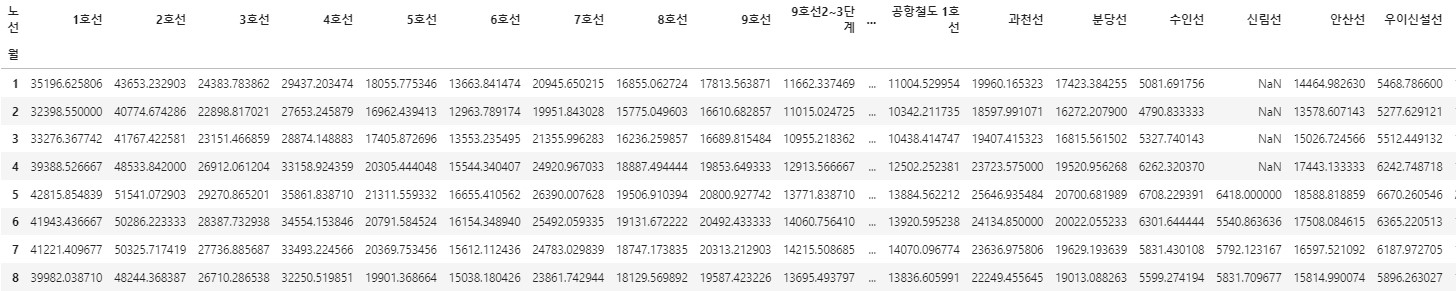 노선 1호선 2호선 3호선 4호선 5호선 6호선 7호선 8호선 9호선 9호선2~3단계 ... 공항철도 1호선 과천선 분당선 수인선 신림선 안산선 우이신설선
월
1 35196.625806 43653.232903 24383.783862 29437.203474 18055.775346 13663.841474 20945.650215 16855.062724 17813.563871 11662.337469 ... 11004.529954 19960.165323 17423.384255 5081.691756 NaN 14464.982630 5468.786600
2 32398.550000 40774.674286 22898.817021 27653.245879 16962.439413 12963.789174 19951.843028 15775.049603 16610.682857 11015.024725 ... 10342.211735 18597.991071 16272.207900 4790.833333 NaN 13578.607143 5277.629121
3 33276.367742 41767.422581 23151.466859 28874.148883 17405.872696 13553.235495 21355.996283 16236.259857 16689.815484 10955.218362 ... 10438.414747 19407.415323 16815.561502 5327.740143 NaN 15026.724566 5512.449132
4 39388.526667 48533.842000 26912.061204 33158.924359 20305.444048 15544.340407 24920.967033 18887.494444 19853.649333 12913.566667 ... 12502.252381 23723.575000 19520.956268 6262.320370 NaN 17443.133333 6242.748718
5 42815.854839 51541.072903 29270.865201 35861.838710 21311.559332 16655.410562 26390.007628 19506.910394 20800.927742 13771.838710 ... 13884.562212 25646.935484 20700.681989 6708.229391 6418.000000 18588.818859 6670.260546
6 41943.436667 50286.223333 28387.732938 34554.153846 20791.584524 16154.348940 25492.059335 19131.672222 20492.433333 14060.756410 ... 13920.595238 24134.850000 20022.055233 6301.644444 5540.863636 17508.084615 6365.220513
7 41221.409677 50325.717419 27736.885687 33493.224566 20369.753456 15612.112436 24783.029839 18747.173835 20313.212903 14215.508685 ... 14070.096774 23636.975806 19629.193639 5831.430108 5792.123167 16597.521092 6187.972705
8 39982.038710 48244.368387 26710.286538 32250.519851 19901.368664 15038.180426 23861.742944 18129.569892 19587.423226 13695.493797 ... 13836.605991 22249.455645 19013.088263 5599.274194 5831.709677 15814.990074 5896.263027